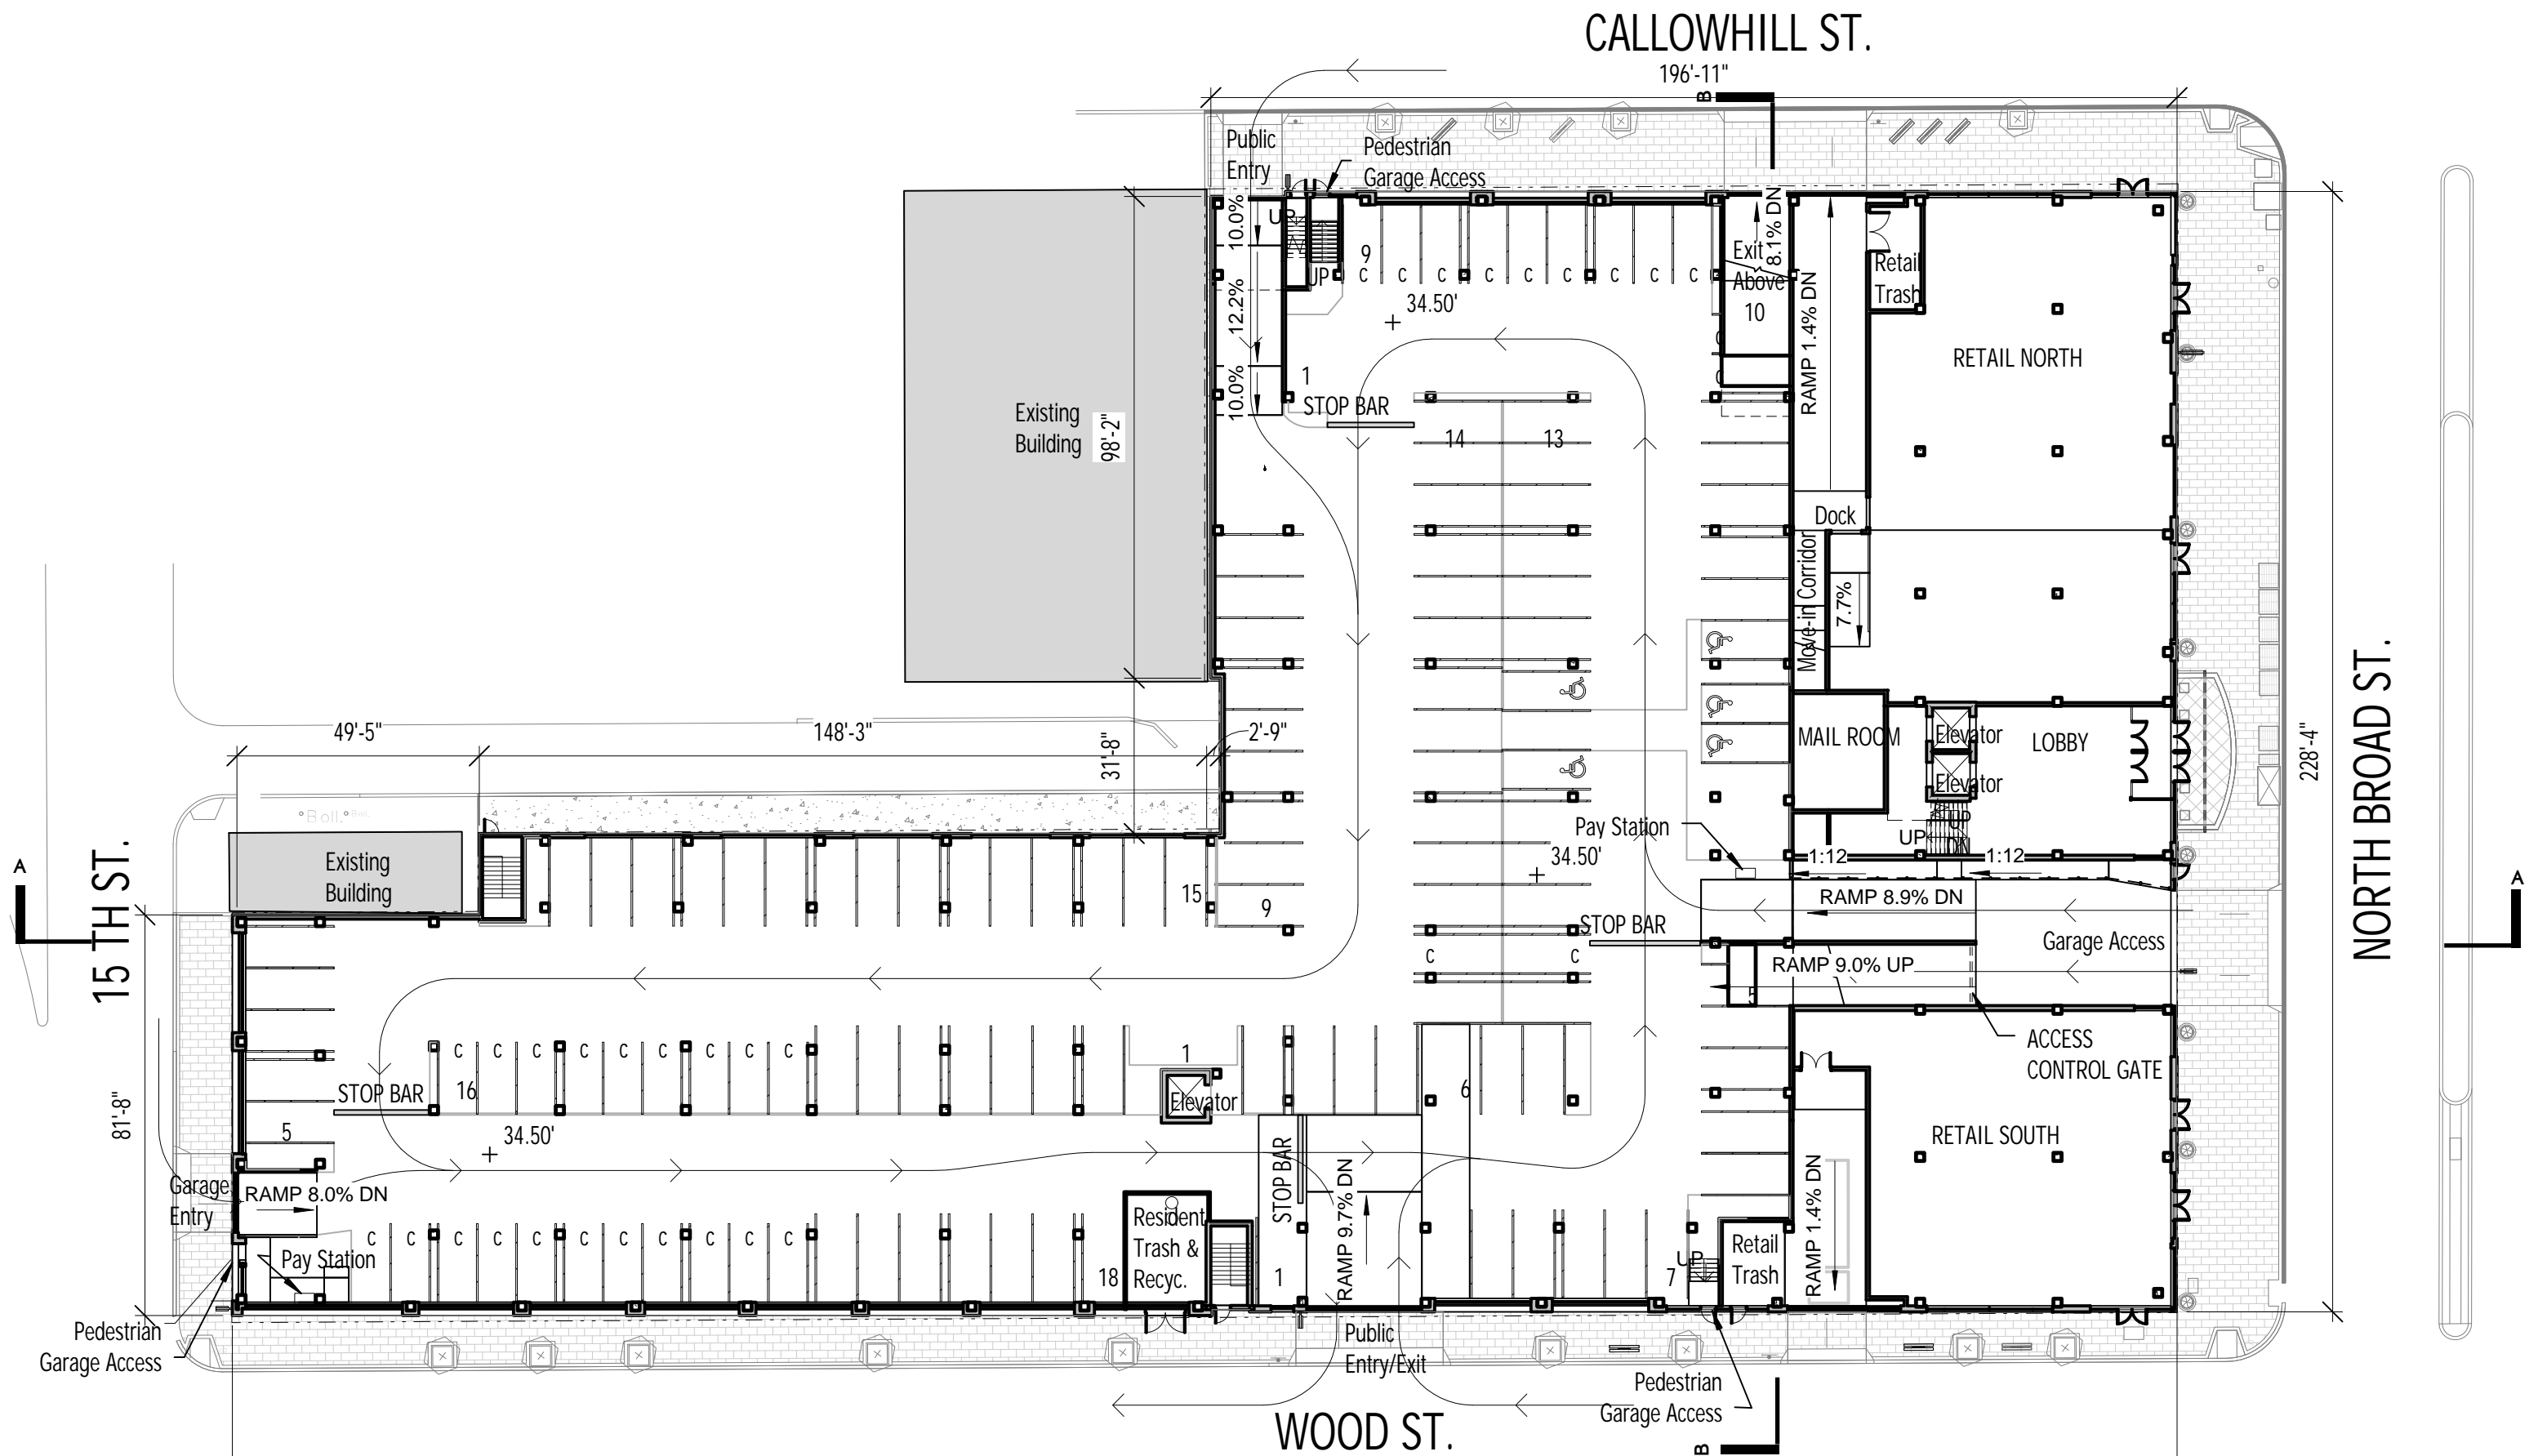 CALLOWHILL ST.
196'-11"
B
Public
Entry
Pedestrian
Garage Access
10.0%
UP
UP
9
C C C C C C C C C
34.50'
8.1% DN
Exit
Above
10
C
C
RAMP 1.4% DN
Retail
Trash
RETAIL NORTH
12.2%
10.0%
1
STOP BAR
14
13
Existing
Building
98'-2"
Dock
Move-in Corridor
7.7%
NORTH BROAD ST.
228'-4"
49'-5"
148'-3"
2'-9"
31'-8"
MAIL ROOM
Elevator
Elevator
LOBBY
UP
UP
DN
Boll.
Boll.
Pay Station
34.50'
1:12
1:12
A
15 TH ST.
Existing
Building
15
9
RAMP 8.9% DN
A
STOP BAR
Garage Access
C
C
RAMP 9.0% UP
5
ACCESS
CONTROL GATE
C C C C C C C C C
1
16
STOP BAR
Elevator
6
81'-8"
5
34.50'
RETAIL SOUTH
STOP BAR
RAMP 9.7% DN
RAMP 1.4% DN
Garage
Entry
RAMP 8.0% DN
Resident
Trash &
Recyc.
C C C C C C C C C
Pay Station
18
1
7
UP
Retail
Trash
Pedestrian
Garage Access
Public
Entry/Exit
Pedestrian
Garage Access
WOOD ST.
B